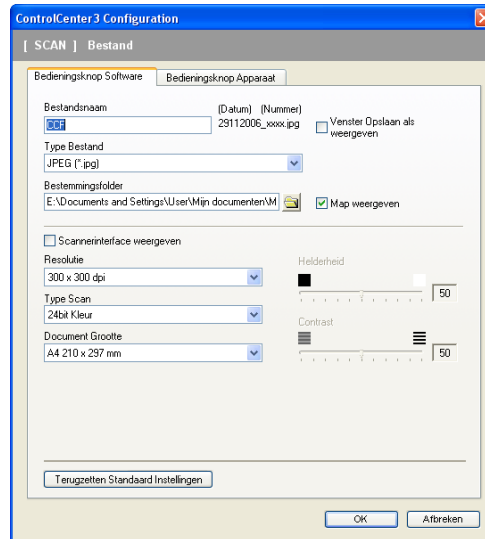 ControlCenter3 Configuration
[ SCAN ] Bestand
Bedieningsknop Software
Bedieningsknop Apparaat
Bestandsnaam
(Datum) (Nummer)
CCF
29112006_xxxx.jpg
Venster Opslaan als
weergeven
Type Bestand
JPEG (*.jpg)
Bestemmingsfolder
E:\Documents and Settings\User\Mijn documenten\M
Map weergeven
Scannerinterface weergeven
Resolutie
Helderheid
300 x 300 dpi
50
Type Scan
24bit Kleur
Contrast
Document Grootte
A4 210 x 297 mm
50
Terugzetten Standaard Instellingen
OK
Afbreken